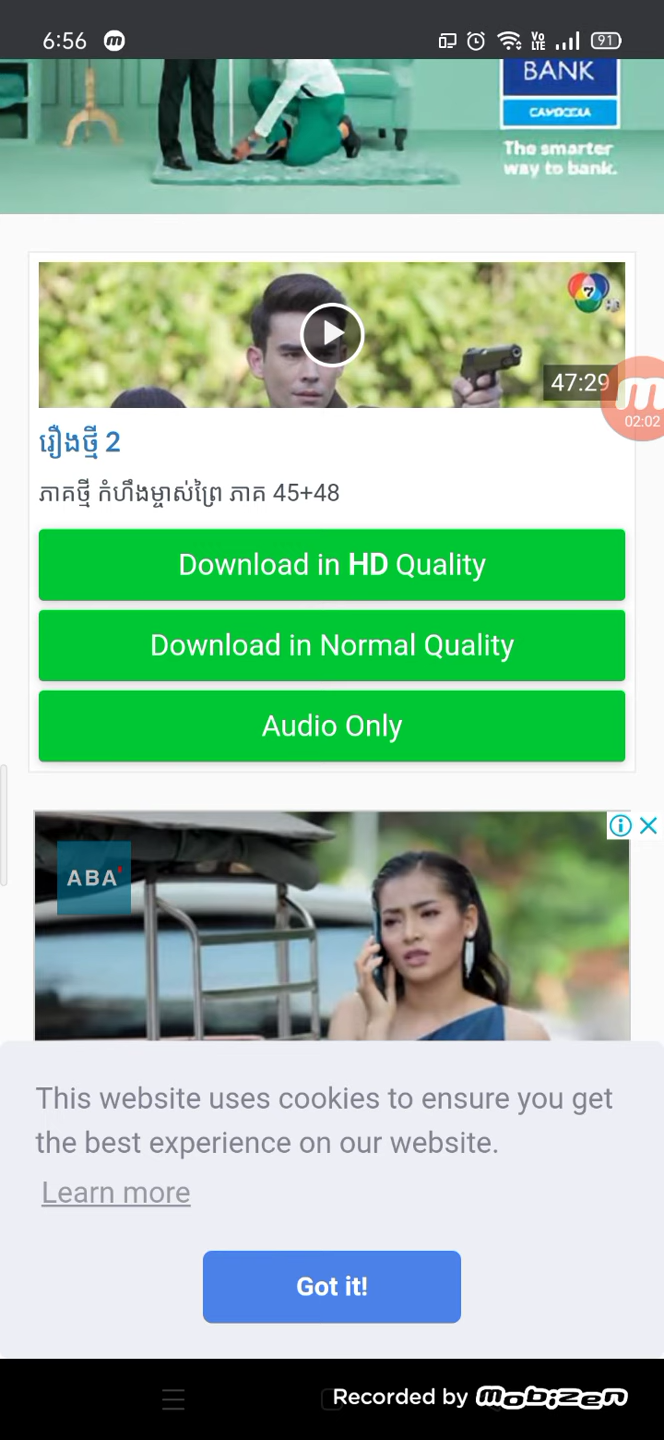 6:56
Vo
LTE
91
BANK
CAMBODIA
The smarter
way to bank.
7
47:29
02:02
រឿងថ្មី 2
ភាគថ្មី កំហឹងម្ចាស់ព្រៃ ភាគ 45+48
Download in HD Quality
Download in Normal Quality
Audio Only
ABA'
This website uses cookies to ensure you get
the best experience on our website.
Learn more
Got it!
Recorded by mobizen